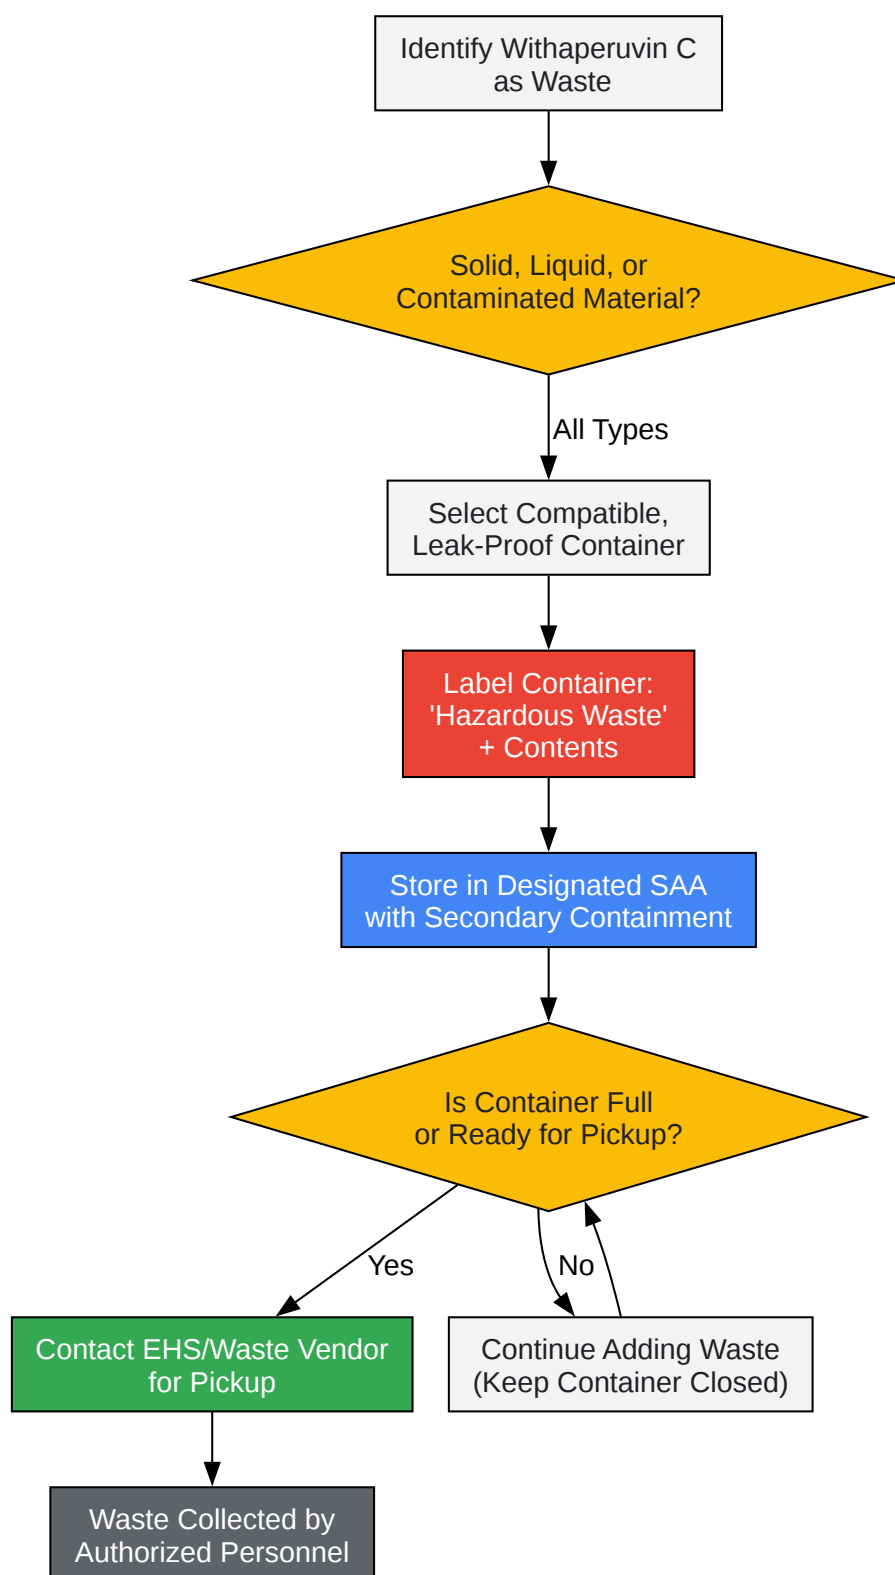 Identify Withaperuvin C
as Waste
Solid, Liquid, or
Contaminated Material?
All Types
Select Compatible,
Leak-Proof Container
Label Container:
'Hazardous Waste'
+ Contents
Store in Designated SAA
with Secondary Containment
Is Container Full
or Ready for Pickup?
Yes
No
Contact EHS/Waste Vendor
for Pickup
Continue Adding Waste
(Keep Container Closed)
Waste Collected by
Authorized Personnel